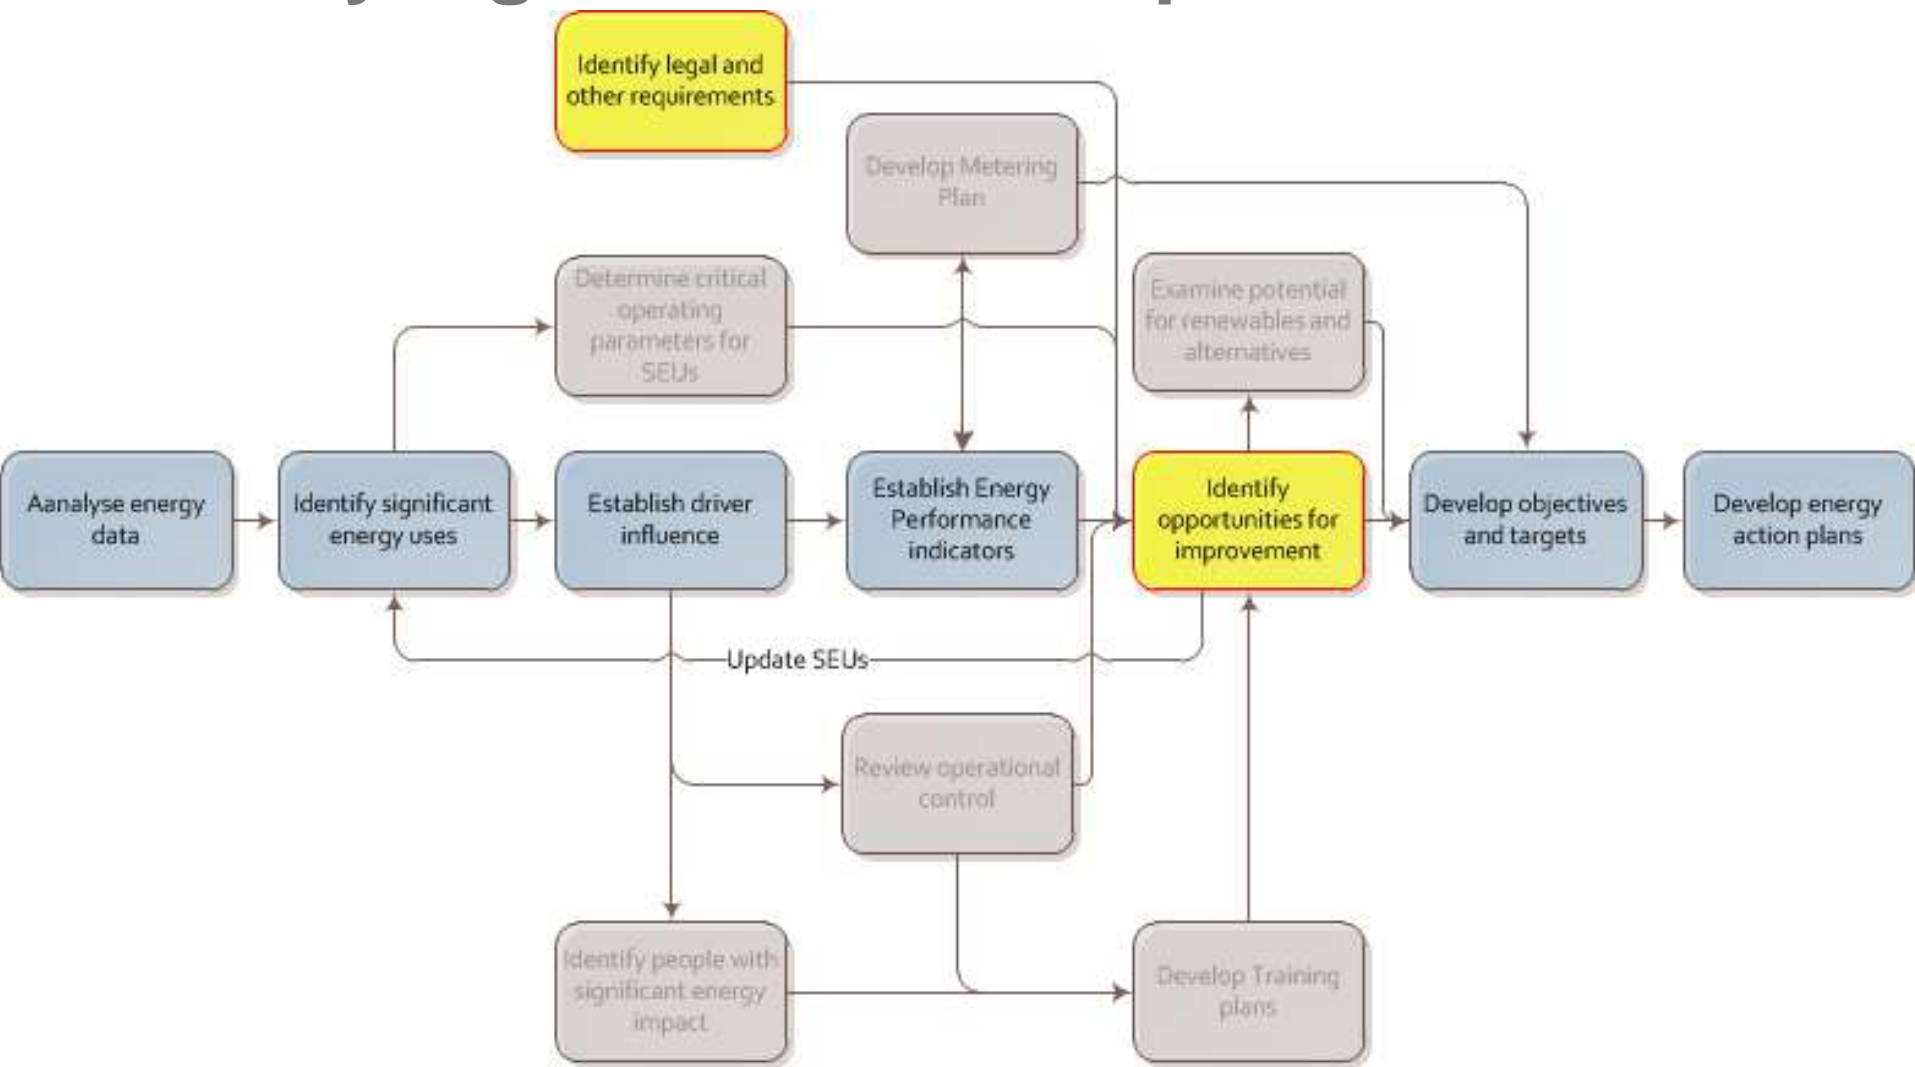 Identify legal and
other requirements
Develop Metering
Plan
Determine critical
operating
parameters for
SEUs
Examine potential
for renewables and
alternatives
Aanalyse energy
data
Identify significant
energy uses
Establish driver
influence
Establish Energy
Performance
indicators
Identify
opportunities for
improvement
Develop objectives
and targets
Develop energy
action plans
Update SEUs
Review operational
control
Identify people with
significant energy
impact
Develop Training
plans